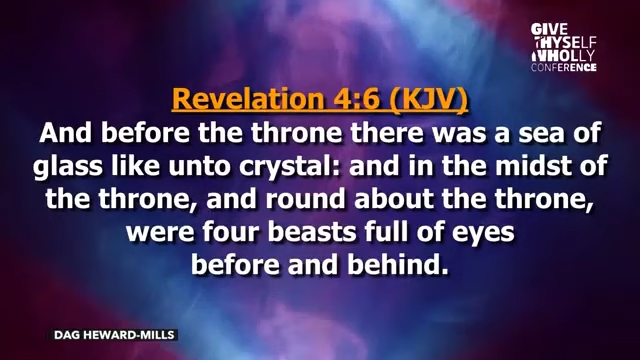 GIVE
THYSELF
WHOLLY
CONFERENCE
Revelation 4:6 (KJV)
And before the throne there was a sea of
glass like unto crystal: and in the midst of
the throne, and round about the throne,
were four beasts full of eyes
before and behind.
DAG HEWARD-MILLS